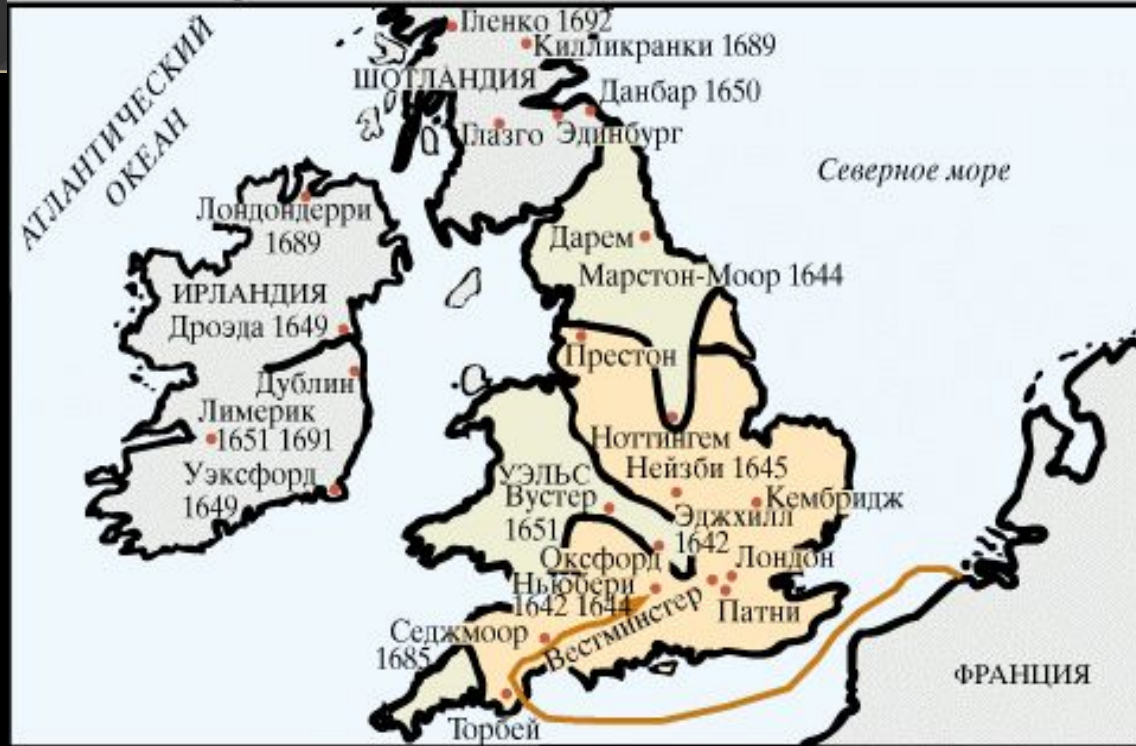 Гленко 1692
Килликранки 1689
ШОТЛАНДИЯ
Данбар 1650
Глазго
Эдинбург
АТЛАНТИЧЕСКИЙ
ОКЕАН
Северное море
Лондондерри
1689
Дарем
Марстон-Моор 1644
ИРЛАНДИЯ
Дроэда 1649
Престон
Дублин
Лимерик
1651 1691
Ноттингем
Нейзби 1645
Уэксфорд
1649
УЭЛЬС
Вустер
1651
Кембридж
Эджхилл
1642
Оксфорд
Лондон
Ньюбери
1642 1644
Вестминстер
Патни
Седжмоор
1685
ФРАНЦИЯ
Торбей